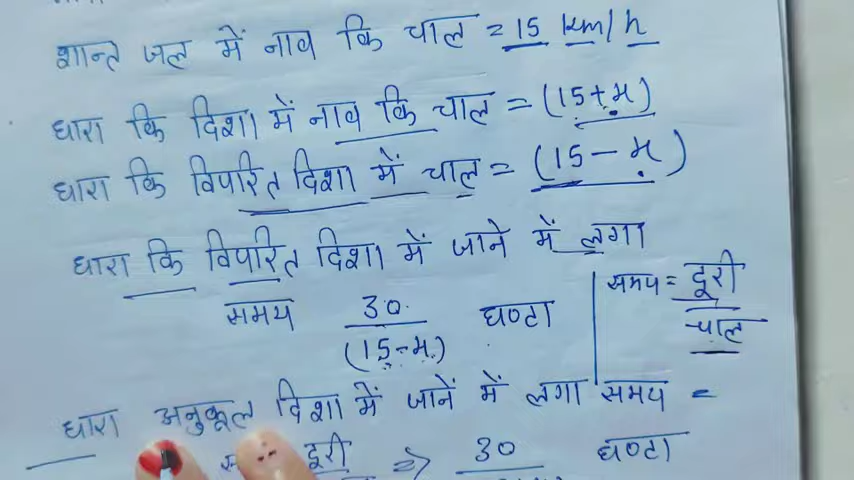 शान्त जल में नाव कि चाल = 15 km/h
धारा कि दिशा में नाव कि चाल = (15+x)
धारा कि विपरित दिशा में चाल = (15-x)
धारा कि विपरित दिशा में जाने में लगा
समय 30/(15-x) घण्टा
समय = दूरी/चाल
धारा अनुकूल दिशा में जानें में लगा समय =
दूरी => 30 घण्टा